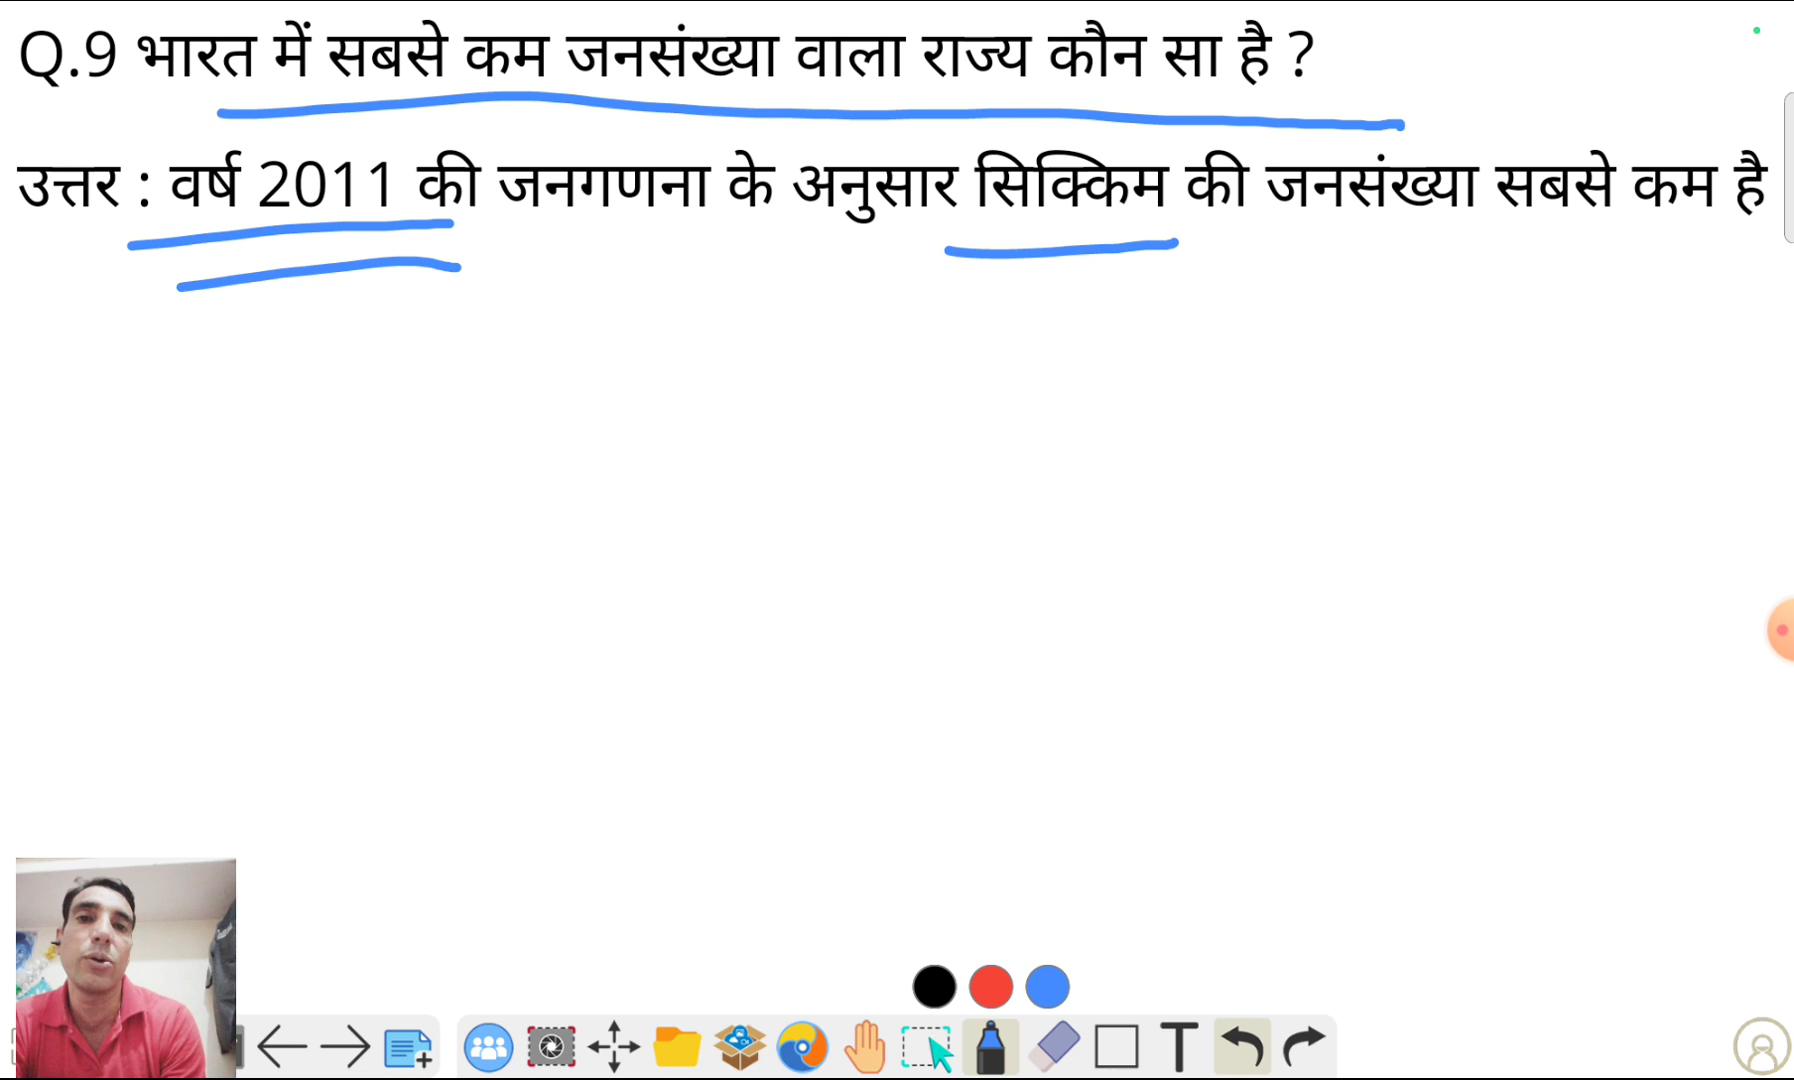 Q.9 भारत में सबसे कम जनसंख्या वाला राज्य कौन सा है ?
उत्तर : वर्ष 2011 की जनगणना के अनुसार सिक्किम की जनसंख्या सबसे कम है